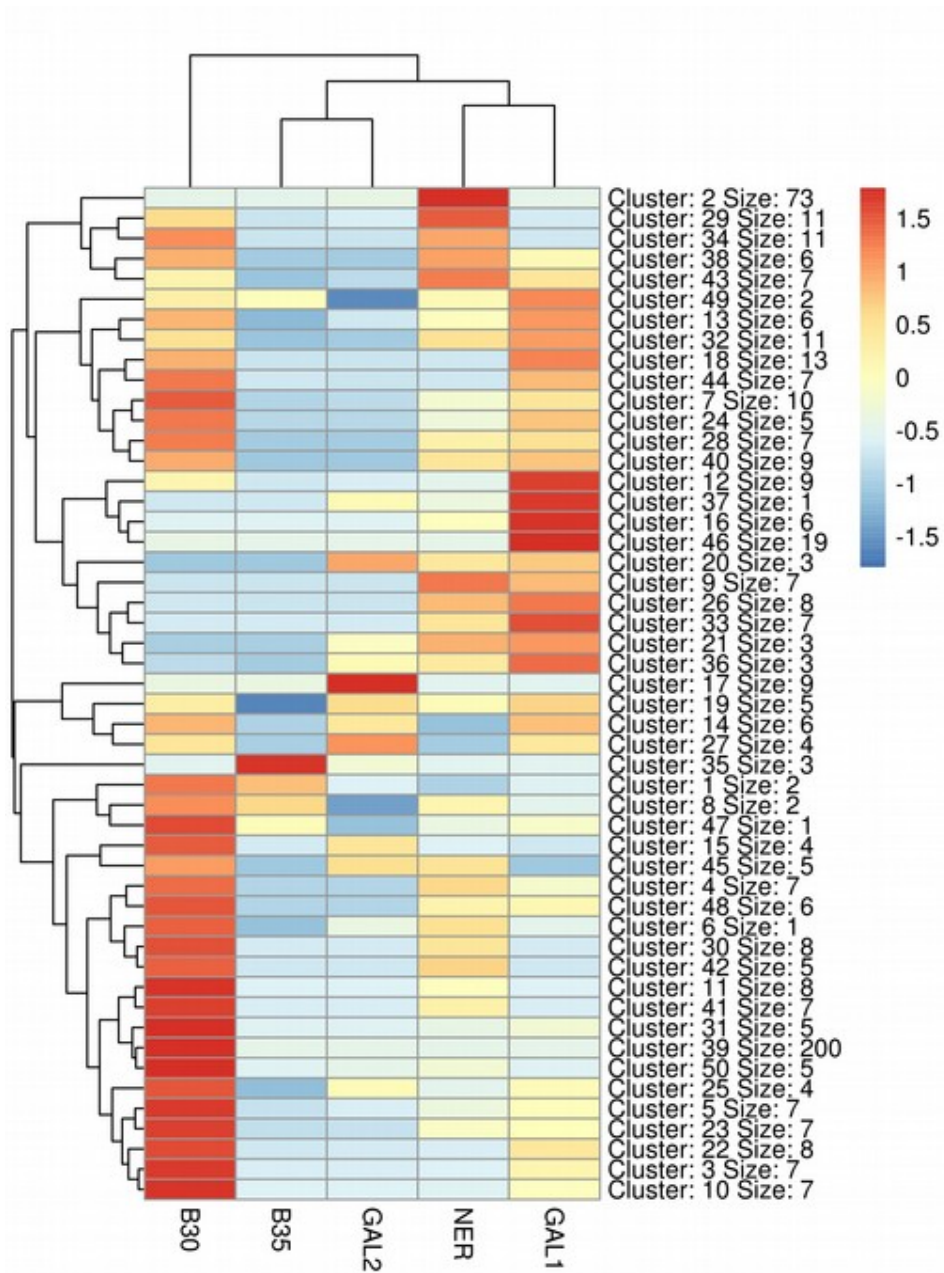 Cluster: 2 Size: 73
Cluster: 29 Size: 11
Cluster: 34 Size: 11
Cluster: 38 Size: 6
Cluster: 43 Size: 7
Cluster: 49 Size: 2
Cluster: 13 Size: 6
Cluster: 32 Size: 11
Cluster: 18 Size: 13
Cluster: 44 Size: 7
Cluster: 7 Size: 10
Cluster: 24 Size: 5
Cluster: 28 Size: 7
Cluster: 40 Size: 9
Cluster: 12 Size: 9
Cluster: 37 Size: 1
Cluster: 16 Size: 6
Cluster: 46 Size: 19
Cluster: 20 Size: 3
Cluster: 9 Size: 7
Cluster: 26 Size: 8
Cluster: 33 Size: 7
Cluster: 21 Size: 3
Cluster: 36 Size: 3
Cluster: 17 Size: 9
Cluster: 19 Size: 5
Cluster: 14 Size: 6
Cluster: 27 Size: 4
Cluster: 35 Size: 3
Cluster: 1 Size: 2
Cluster: 8 Size: 2
Cluster: 47 Size: 1
Cluster: 15 Size: 4
Cluster: 45 Size: 5
Cluster: 4 Size: 7
Cluster: 48 Size: 6
Cluster: 6 Size: 1
Cluster: 30 Size: 8
Cluster: 42 Size: 5
Cluster: 11 Size: 8
Cluster: 41 Size: 7
Cluster: 31 Size: 5
Cluster: 39 Size: 200
Cluster: 50 Size: 5
Cluster: 25 Size: 4
Cluster: 5 Size: 7
Cluster: 23 Size: 7
Cluster: 22 Size: 8
Cluster: 3 Size: 7
Cluster: 10 Size: 7
1.5
1
0.5
0
-0.5
-1
-1.5
B30
B35
GAL2
NER
GAL1